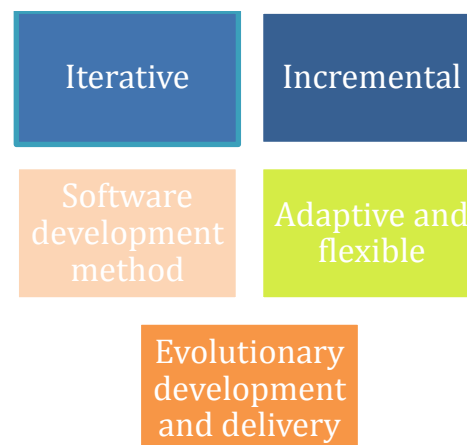 Iterative
Incremental
Software
development
method
Adaptive and
flexible
Evolutionary
development
and delivery